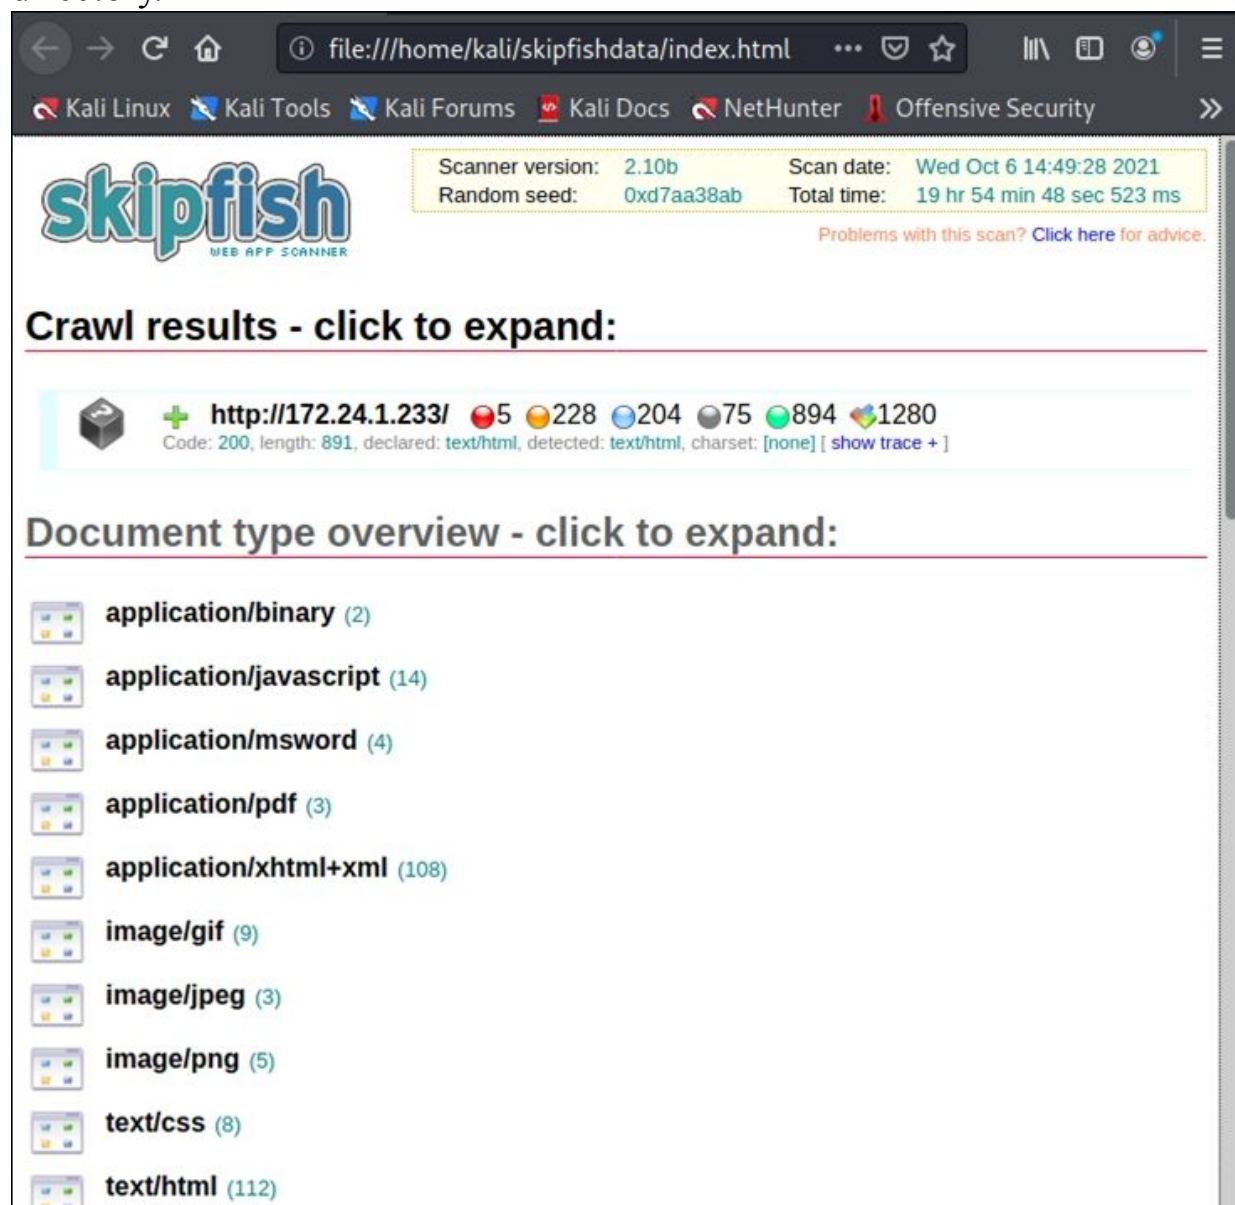 file:///home/kali/skipfishdata/index.html
Kali Linux Kali Tools Kali Forums Kali Docs NetHunter Offensive Security
skipfish
WEB APP SCANNER
Scanner version: 2.10b Scan date: Wed Oct 6 14:49:28 2021
Random seed: 0xd7aa38ab Total time: 19 hr 54 min 48 sec 523 ms
Problems with this scan? Click here for advice.
Crawl results - click to expand:
http://172.24.1.233/ 5 228 204 75 894 1280
Code: 200, length: 891, declared: text/html, detected: text/html, charset: [none] [ show trace + ]
Document type overview - click to expand:
application/binary (2)
application/javascript (14)
application/msword (4)
application/pdf (3)
application/xhtml+xml (108)
image/gif (9)
image/jpeg (3)
image/png (5)
text/css (8)
text/html (112)